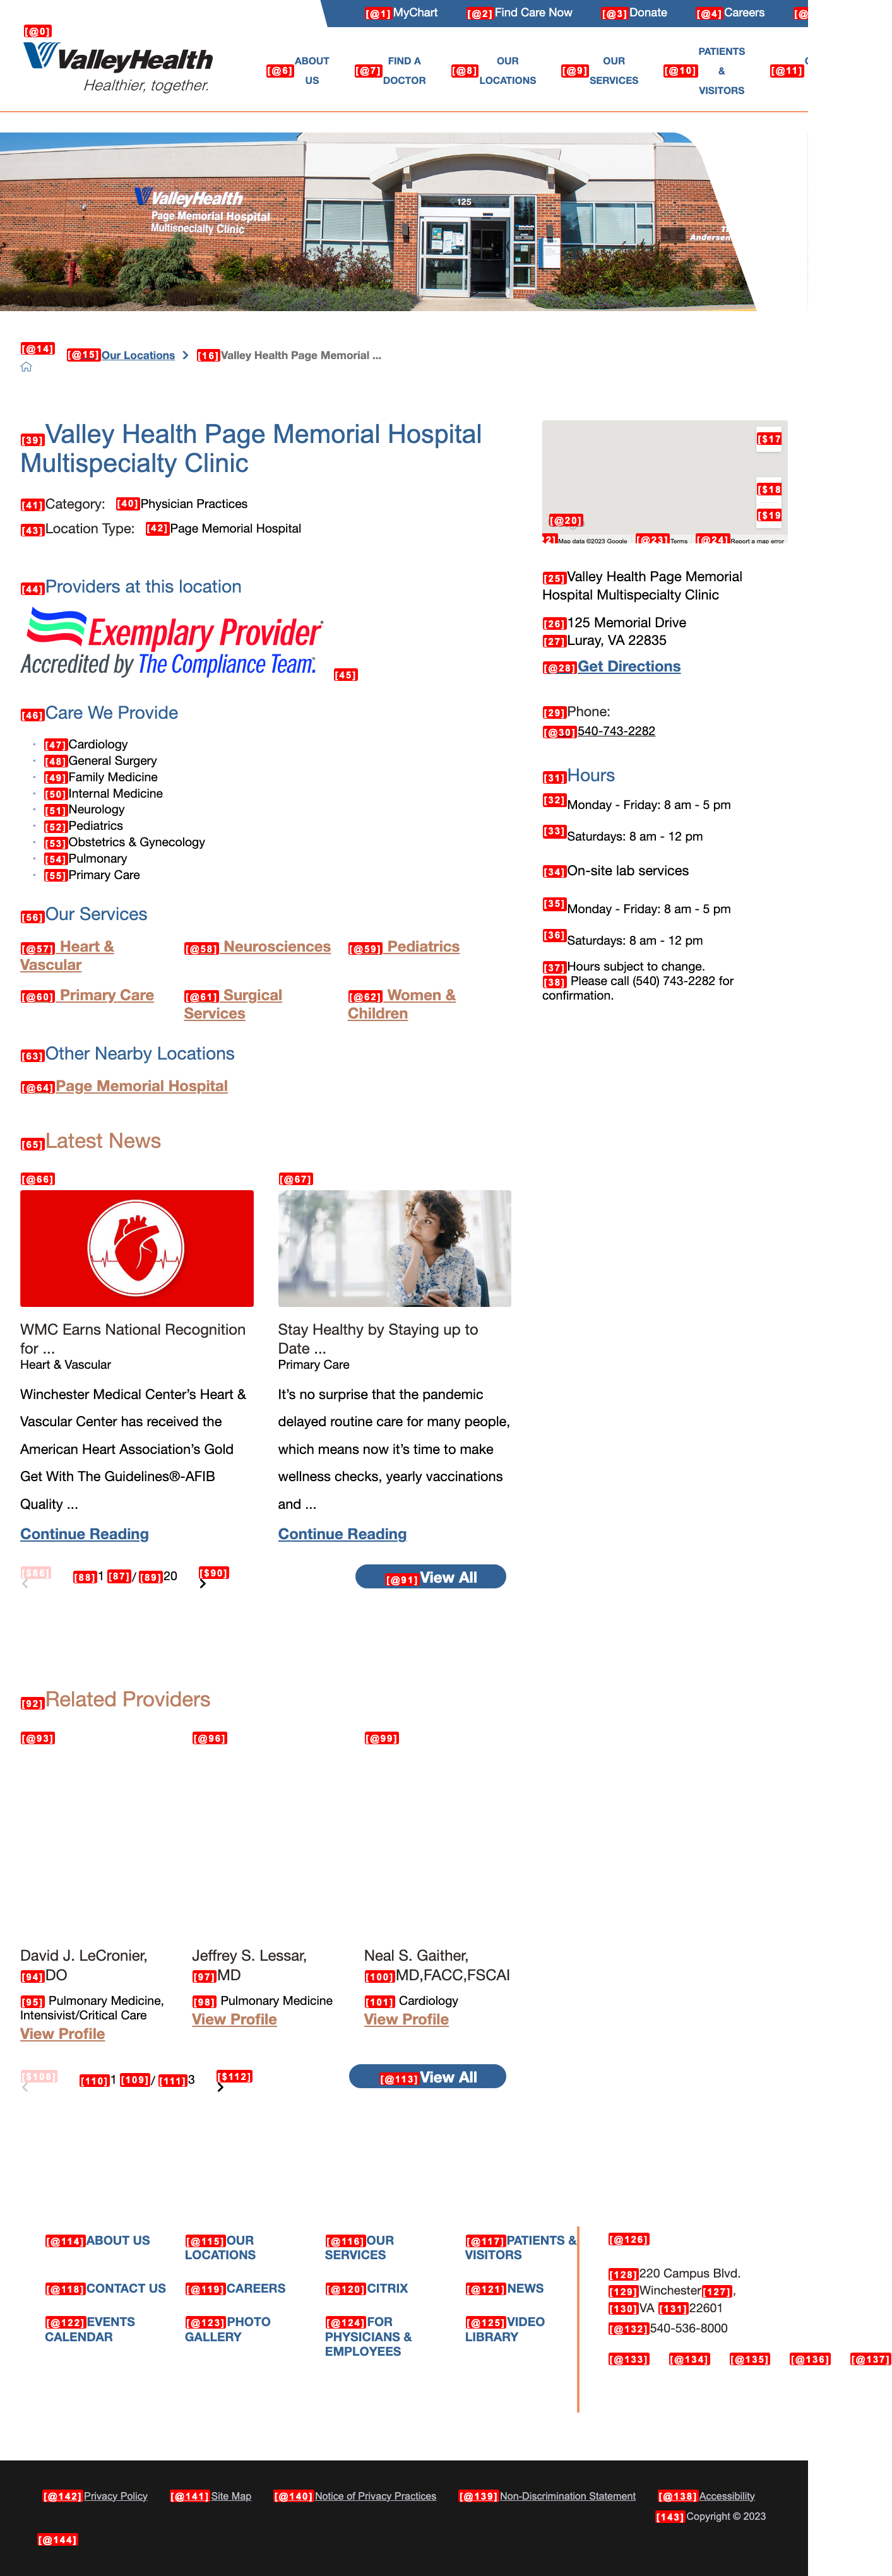 [@1] MyChart [@2] Find Care Now [@3] Donate [@4] Careers [@
[@0]
ValleyHealth
Healthier, together.
[@6] ABOUT US [@7] FIND A DOCTOR [@8] OUR LOCATIONS [@9] OUR SERVICES [@10] PATIENTS & VISITORS [@11]
ValleyHealth
Page Memorial Hospital
Multispecialty Clinic
125
Andersen
[@14] [@15] Our Locations [16] Valley Health Page Memorial ...
[39] Valley Health Page Memorial Hospital
Multispecialty Clinic
[41] Category: [40] Physician Practices
[43] Location Type: [42] Page Memorial Hospital
[44] Providers at this location
Exemplary Provider
Accredited by The Compliance Team. [45]
[46] Care We Provide
[47] Cardiology
[48] General Surgery
[49] Family Medicine
[50] Internal Medicine
[51] Neurology
[52] Pediatrics
[53] Obstetrics & Gynecology
[54] Pulmonary
[55] Primary Care
[56] Our Services
[@57] Heart & Vascular [@58] Neurosciences [@59] Pediatrics
[@60] Primary Care [@61] Surgical Services [@62] Women & Children
[63] Other Nearby Locations
[@64] Page Memorial Hospital
[$17
[$18
[$19
[@20]
2] Map data ©2023 Google [@23] Terms [@24] Report a map error
[25] Valley Health Page Memorial
Hospital Multispecialty Clinic
[26] 125 Memorial Drive
[27] Luray, VA 22835
[@28] Get Directions
[29] Phone:
[@30] 540-743-2282
[31] Hours
[32] Monday - Friday: 8 am - 5 pm
[33] Saturdays: 8 am - 12 pm
[34] On-site lab services
[35] Monday - Friday: 8 am - 5 pm
[36] Saturdays: 8 am - 12 pm
[37] Hours subject to change.
[38] Please call (540) 743-2282 for
confirmation.
[65] Latest News
[@66]
WMC Earns National Recognition
for ...
Heart & Vascular
Winchester Medical Center’s Heart &
Vascular Center has received the
American Heart Association’s Gold
Get With The Guidelines®-AFIB
Quality ...
Continue Reading
[@67]
Stay Healthy by Staying up to
Date ...
Primary Care
It’s no surprise that the pandemic
delayed routine care for many people,
which means now it’s time to make
wellness checks, yearly vaccinations
and ...
Continue Reading
[$86] [88] 1 [87] / [89] 20 [$90] [@91] View All
[92] Related Providers
[@93] [@96] [@99]
David J. LeCronier,
[94] DO
[95] Pulmonary Medicine,
Intensivist/Critical Care
View Profile
Jeffrey S. Lessar,
[97] MD
[98] Pulmonary Medicine
View Profile
Neal S. Gaither,
[100] MD,FACC,FSCAI
[101] Cardiology
View Profile
[$108] [110] 1 [109] / [111] 3 [$112] [@113] View All
[@114] ABOUT US [@115] OUR LOCATIONS [@116] OUR SERVICES [@117] PATIENTS & VISITORS
[@118] CONTACT US [@119] CAREERS [@120] CITRIX [@121] NEWS
[@122] EVENTS CALENDAR [@123] PHOTO GALLERY [@124] FOR PHYSICIANS & EMPLOYEES [@125] VIDEO LIBRARY
[@126]
[128] 220 Campus Blvd.
[129] Winchester [127] ,
[130] VA [131] 22601
[@132] 540-536-8000
[@133] [@134] [@135] [@136] [@137]
[@142] Privacy Policy [@141] Site Map [@140] Notice of Privacy Practices [@139] Non-Discrimination Statement [@138] Accessibility
[143] Copyright © 2023
[@144]